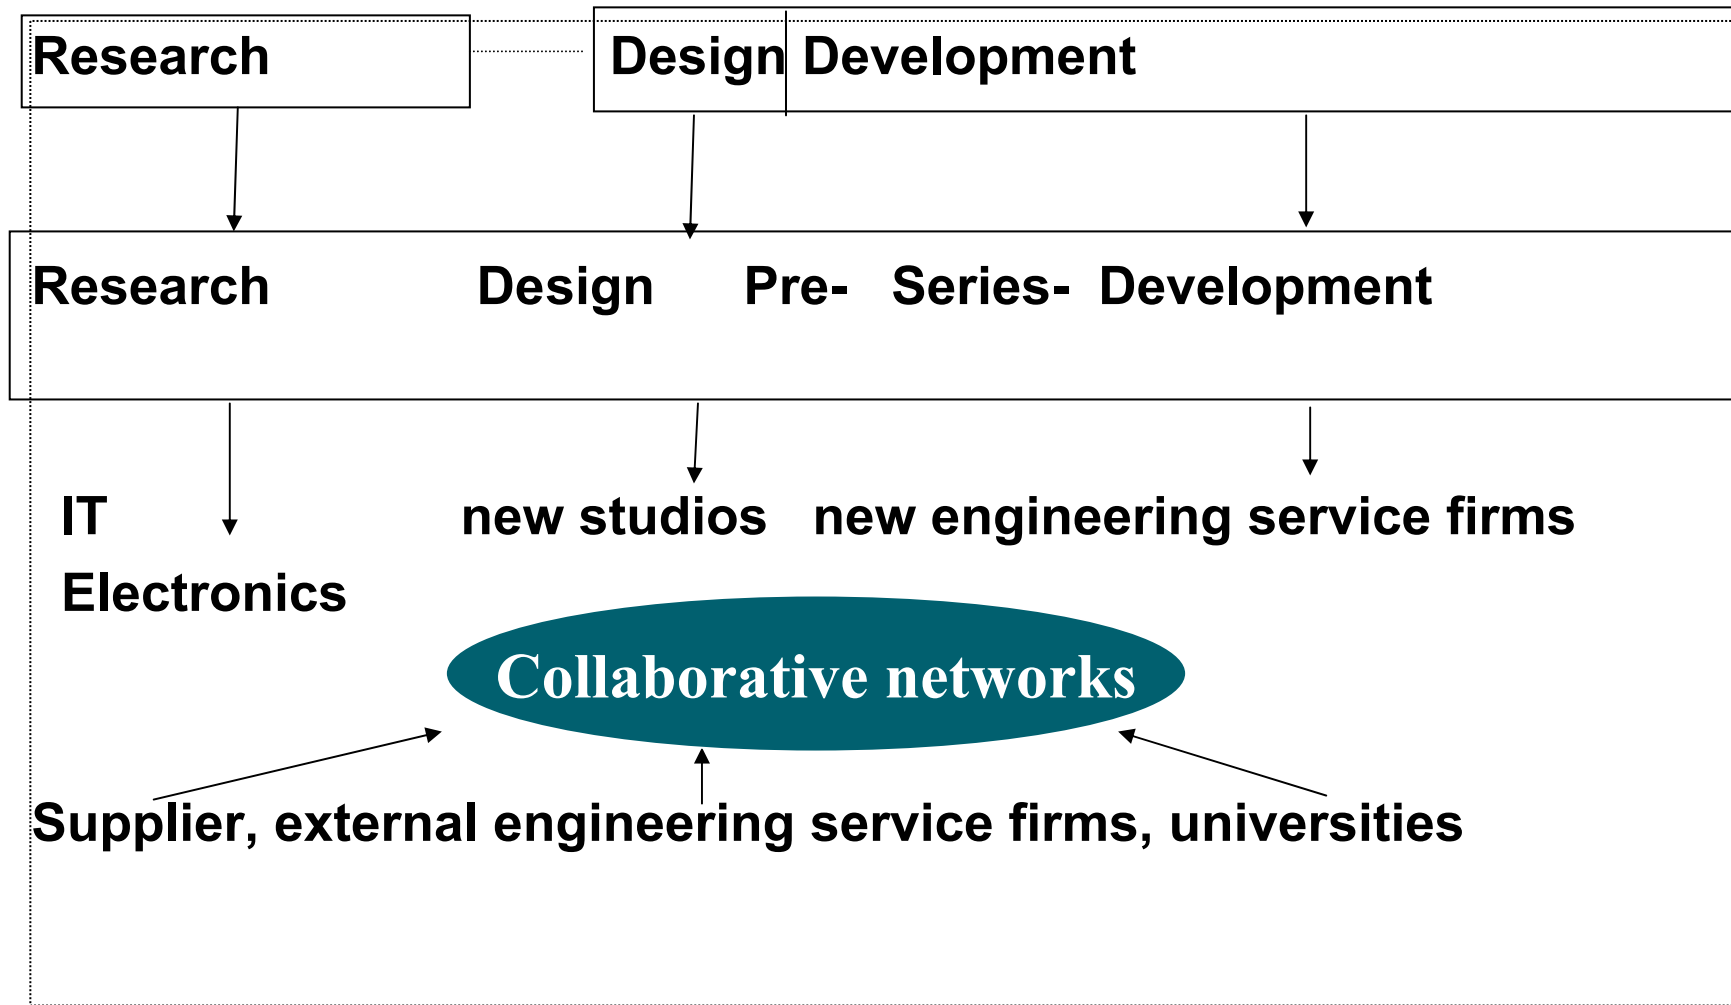 Research Design Development
Research Design Pre- Series- Development
IT new studios new engineering service firms
Electronics
Collaborative networks
Supplier, external engineering service firms, universities